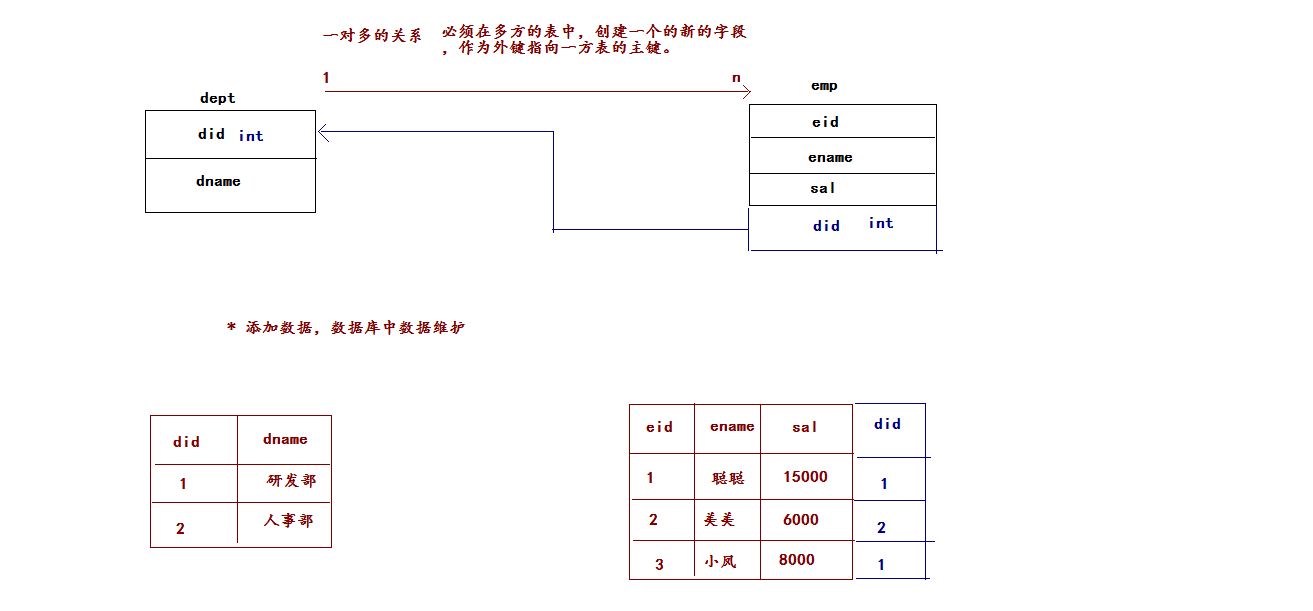 一对多的关系
必须在多方的表中，创建一个的新的字段
，作为外键指向一方表的主键。
1
n
dept
emp
did int
dname
eid
ename
sal
did int
* 添加数据，数据库中数据维护
did dname
1 研发部
2 人事部
eid ename sal did
1 聪聪 15000 1
2 美美 6000 2
3 小凤 8000 1